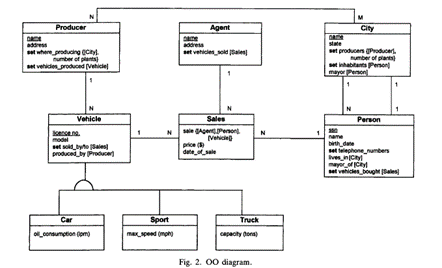 N
M
Producer
name
address
set where_producing {[City],
number of plants}
set vehicles_produced [Vehicle]
Agent
name
address
set vehicles_sold [Sales]
City
name
state
set producers {[Producer],
number of plants}
set inhabitants [Person]
mayor [Person]
1
1
1
1
N
N
N
1
Vehicle
licence no.
model
set sold_by/to [Sales]
produced_by [Producer]
1
N
Sales
sale {[Agent],[Person],
[Vehicle]}
price ($)
date_of_sale
N
1
Person
ssn
name
birth_date
set telephone_numbers
lives_in [City]
mayor_of [City]
set vehicles_bought [Sales]
Car
oil_consumption (lpm)
Sport
max_speed (mph)
Truck
capacity (tons)
Fig. 2. OO diagram.